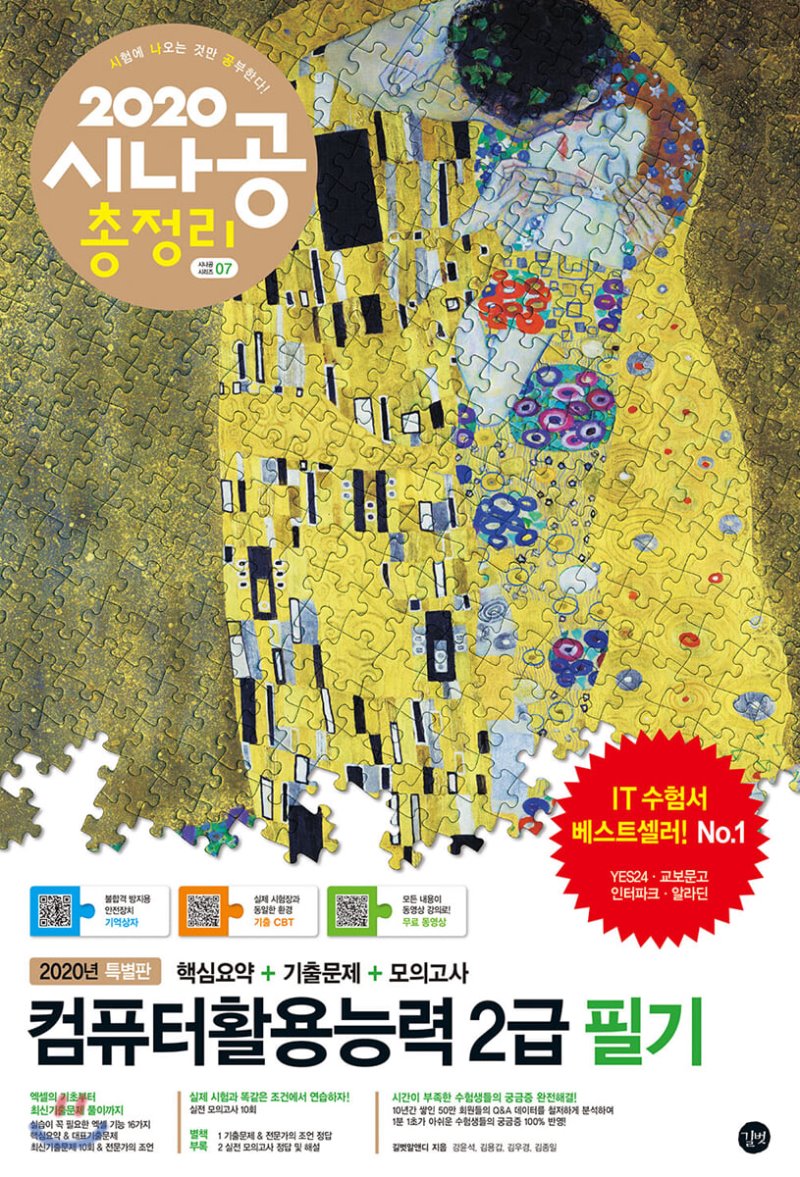 시험에 나오는 것만 공부한다!
2020
시나공
총정리
시나공
시리즈 07
IT 수험서
베스트셀러! No.1
YES24 · 교보문고
인터파크 · 알라딘
불합격 방지용
안전장치
기억상자
실제 시험장과
동일한 환경
기출 CBT
모든 내용이
동영상 강의로!
무료 동영상
2020년 특별판 핵심요약 + 기출문제 + 모의고사
컴퓨터활용능력 2급 필기
엑셀의 기초부터
최신기출문제 풀이까지
실습이 꼭 필요한 엑셀 기능 16가지
핵심요약 & 대표기출문제
최신기출문제 10회 & 전문가의 조언
실제 시험과 똑같은 조건에서 연습하자!
실전 모의고사 10회
별책
부록
1 기출문제 & 전문가의 조언 정답
2 실전 모의고사 정답 및 해설
시간이 부족한 수험생들의 궁금증 완전해결!
10년간 쌓인 50만 회원들의 Q&A 데이터를 철저하게 분석하여
1분 1초가 아쉬운 수험생들의 궁금증 100% 반영!
길벗알앤디 지음 강윤석, 김용갑, 김우경, 김종일
길벗